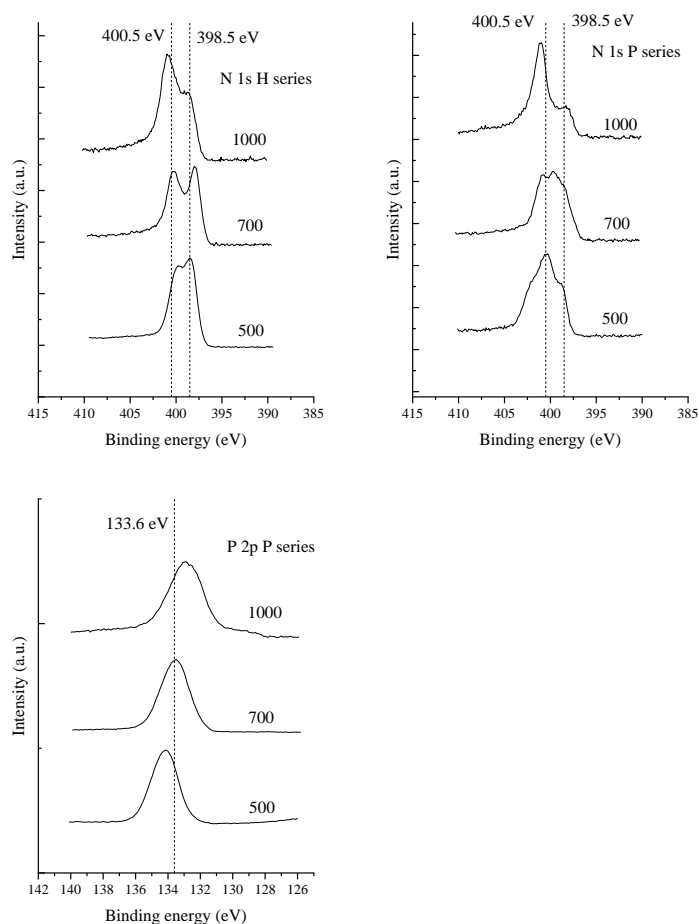 400.5 eV
398.5 eV
N 1s H series
1000
700
500
Intensity (a.u.)
415 410 405 400 395 390 385
Binding energy (eV)
400.5 eV
398.5 eV
N 1s P series
1000
700
500
Intensity (a.u.)
415 410 405 400 395 390 385
Binding energy (eV)
133.6 eV
P 2p P series
1000
700
500
Intensity (a.u.)
142 140 138 136 134 132 130 128 126
Binding energy (eV)